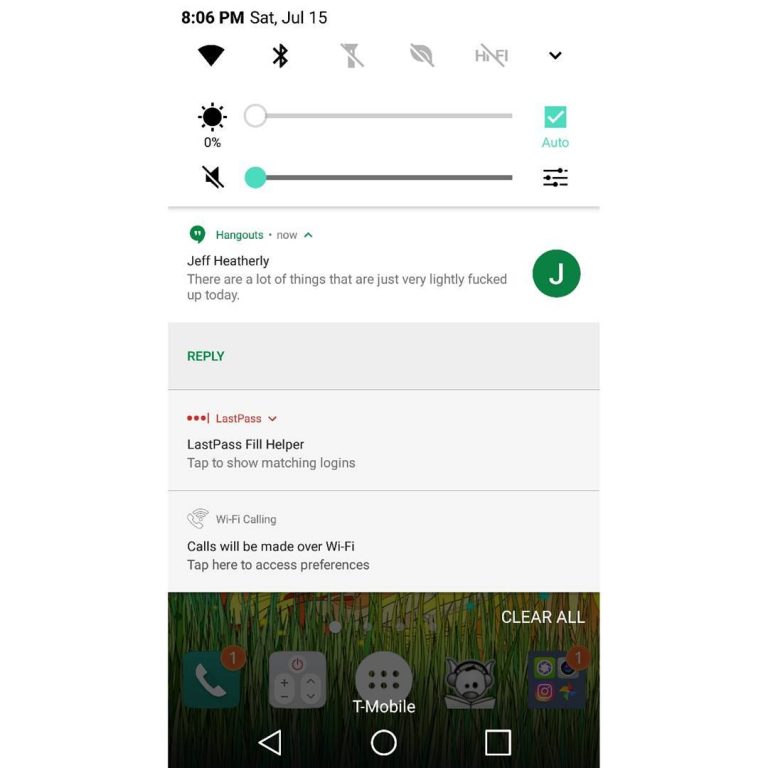 8:06 PM Sat, Jul 15
HiFi
0%
Auto
Hangouts • now
Jeff Heatherly
There are a lot of things that are just very lightly fucked
up today.
J
REPLY
LastPass
LastPass Fill Helper
Tap to show matching logins
Wi-Fi Calling
Calls will be made over Wi-Fi
Tap here to access preferences
CLEAR ALL
1
1
T-Mobile